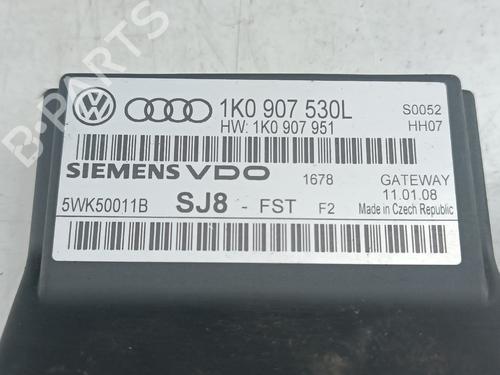 1K0 907 530L
S0052
HW: 1K0 907 951
HH07
SIEMENS VDO
1678
GATEWAY
11.01.08
5WK50011B
SJ8 - FST F2
Made in Czech Republic
B-PARTS